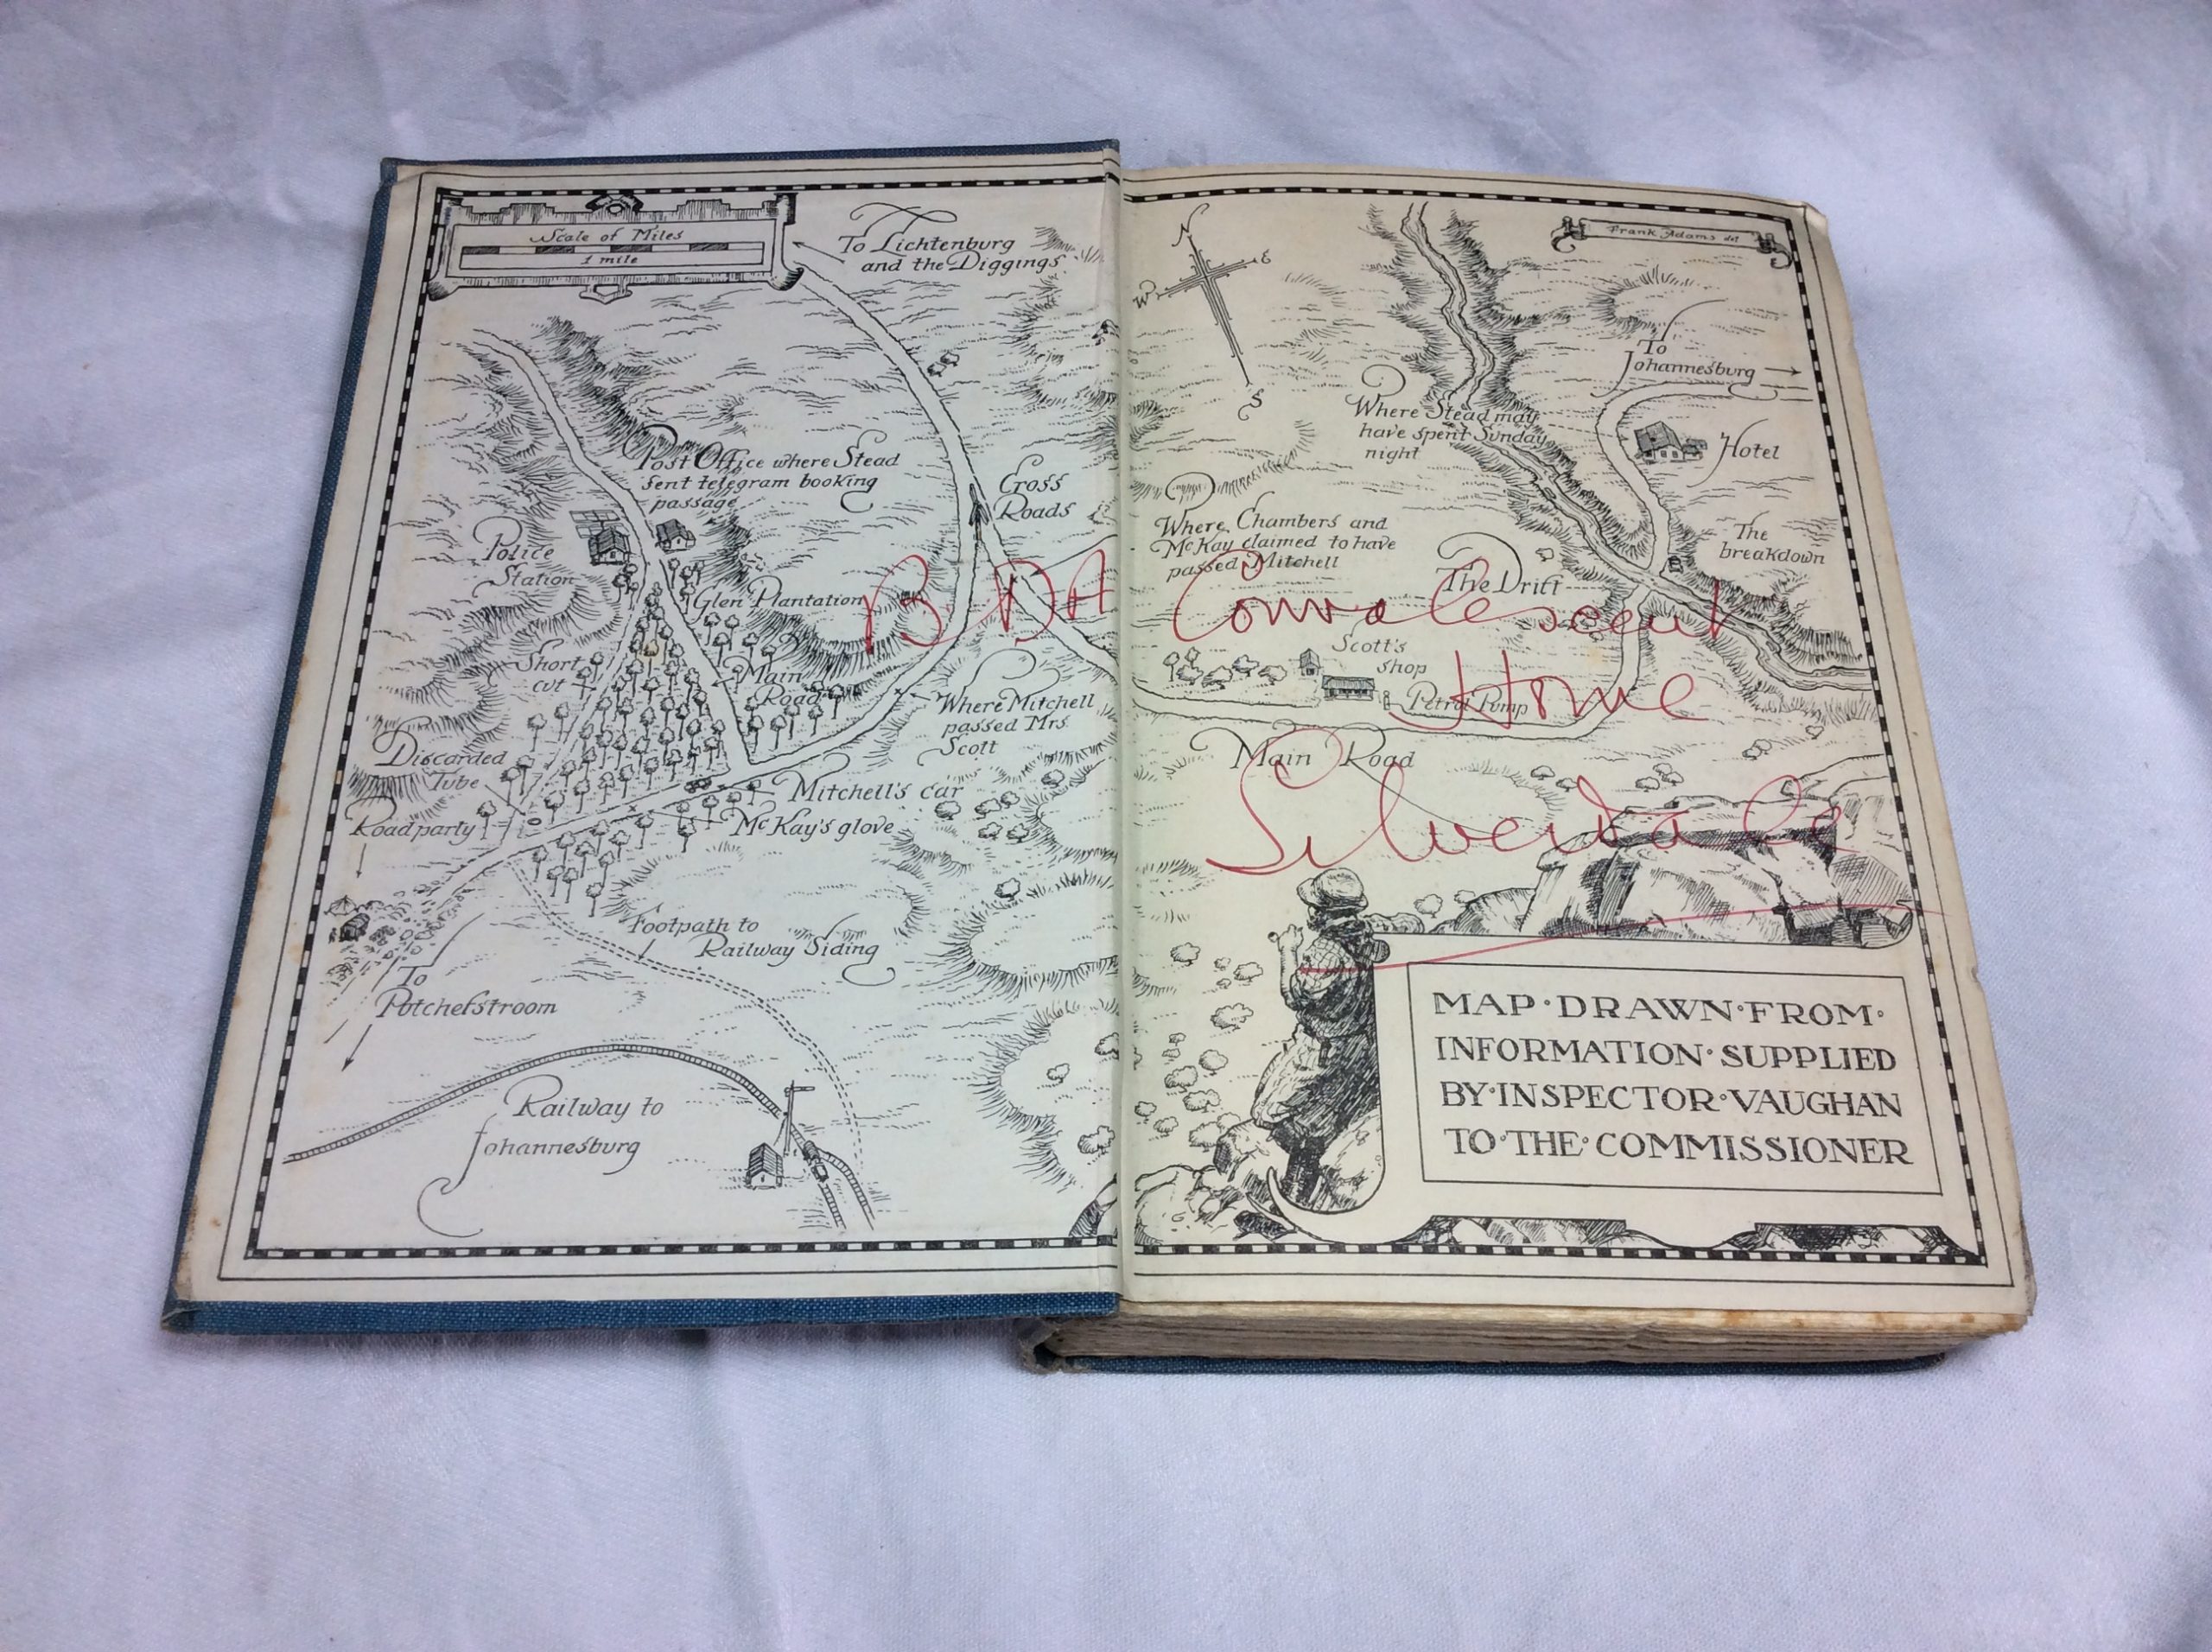 Scale of Miles
1 mile
To Lichtenburg
and the Diggings
Post Office where Stead
sent telegram booking
passage
Cross
Roads
Police
Station
Glen Plantation
Short
cut
Main
Road
Where Mitchell
passed Mrs
Scott
Discarded
Tube
Mitchell's car
Roadparty
McKay's glove
Footpath to
Railway Siding
To
Potchefstroom
Railway to
Johannesburg
N
W
E
S
Frank Adams del
To
Johannesburg
Where Stead may
have spent Sunday
night
Hotel
Where Chambers and
McKay claimed to have
passed Mitchell
The Drift
The
breakdown
Scott's
shop
Petrol Pump
Main Road
B DA Convalescent
Home
Silverdale
MAP·DRAWN·FROM·
INFORMATION·SUPPLIED
BY·INSPECTOR·VAUGHAN
TO·THE·COMMISSIONER